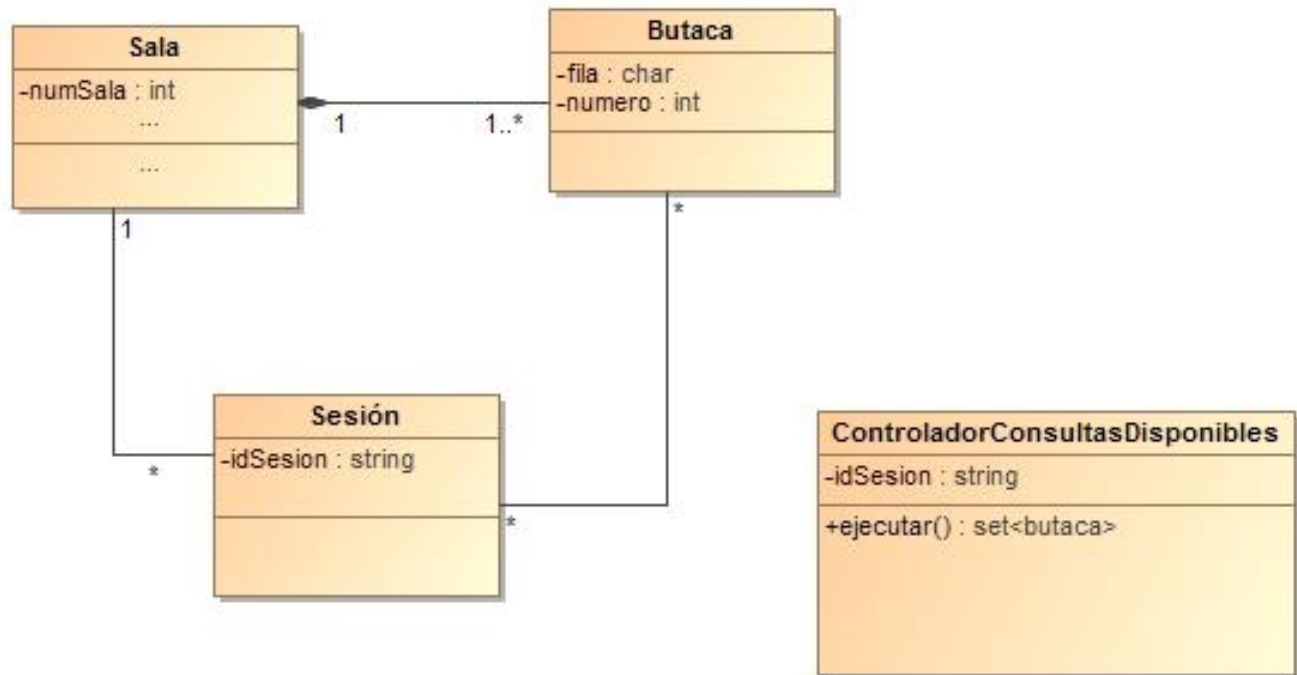 Sala
-numSala : int
...
...
1
1..*
Butaca
-fila : char
-numero : int
1
*
*
*
Sesión
-idSesion : string
ControladorConsultasDisponibles
-idSesion : string
+ejecutar() : set<butaca>